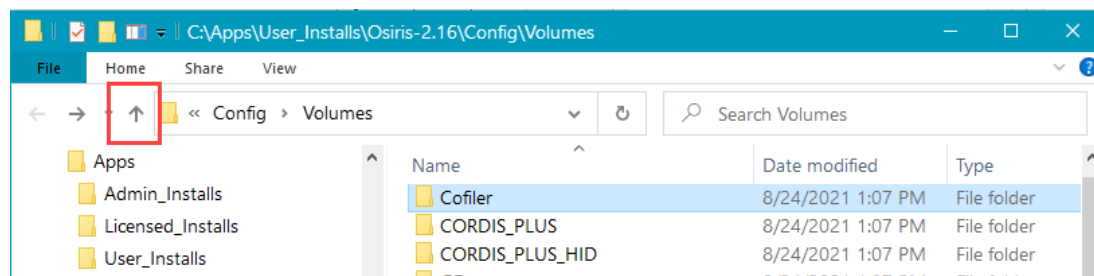 C:\Apps\User_Installs\Osiris-2.16\Config\Volumes
File Home Share View
« Config › Volumes Search Volumes
Apps Name Date modified Type
Admin_Installs Cofiler 8/24/2021 1:07 PM File folder
Licensed_Installs CORDIS_PLUS 8/24/2021 1:07 PM File folder
User_Installs CORDIS_PLUS_HID 8/24/2021 1:07 PM File folder